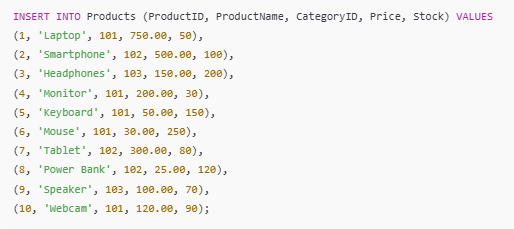 INSERT INTO Products (ProductID, ProductName, CategoryID, Price, Stock) VALUES
(1, 'Laptop', 101, 750.00, 50),
(2, 'Smartphone', 102, 500.00, 100),
(3, 'Headphones', 103, 150.00, 200),
(4, 'Monitor', 101, 200.00, 30),
(5, 'Keyboard', 101, 50.00, 150),
(6, 'Mouse', 101, 30.00, 250),
(7, 'Tablet', 102, 300.00, 80),
(8, 'Power Bank', 102, 25.00, 120),
(9, 'Speaker', 103, 100.00, 70),
(10, 'Webcam', 101, 120.00, 90);